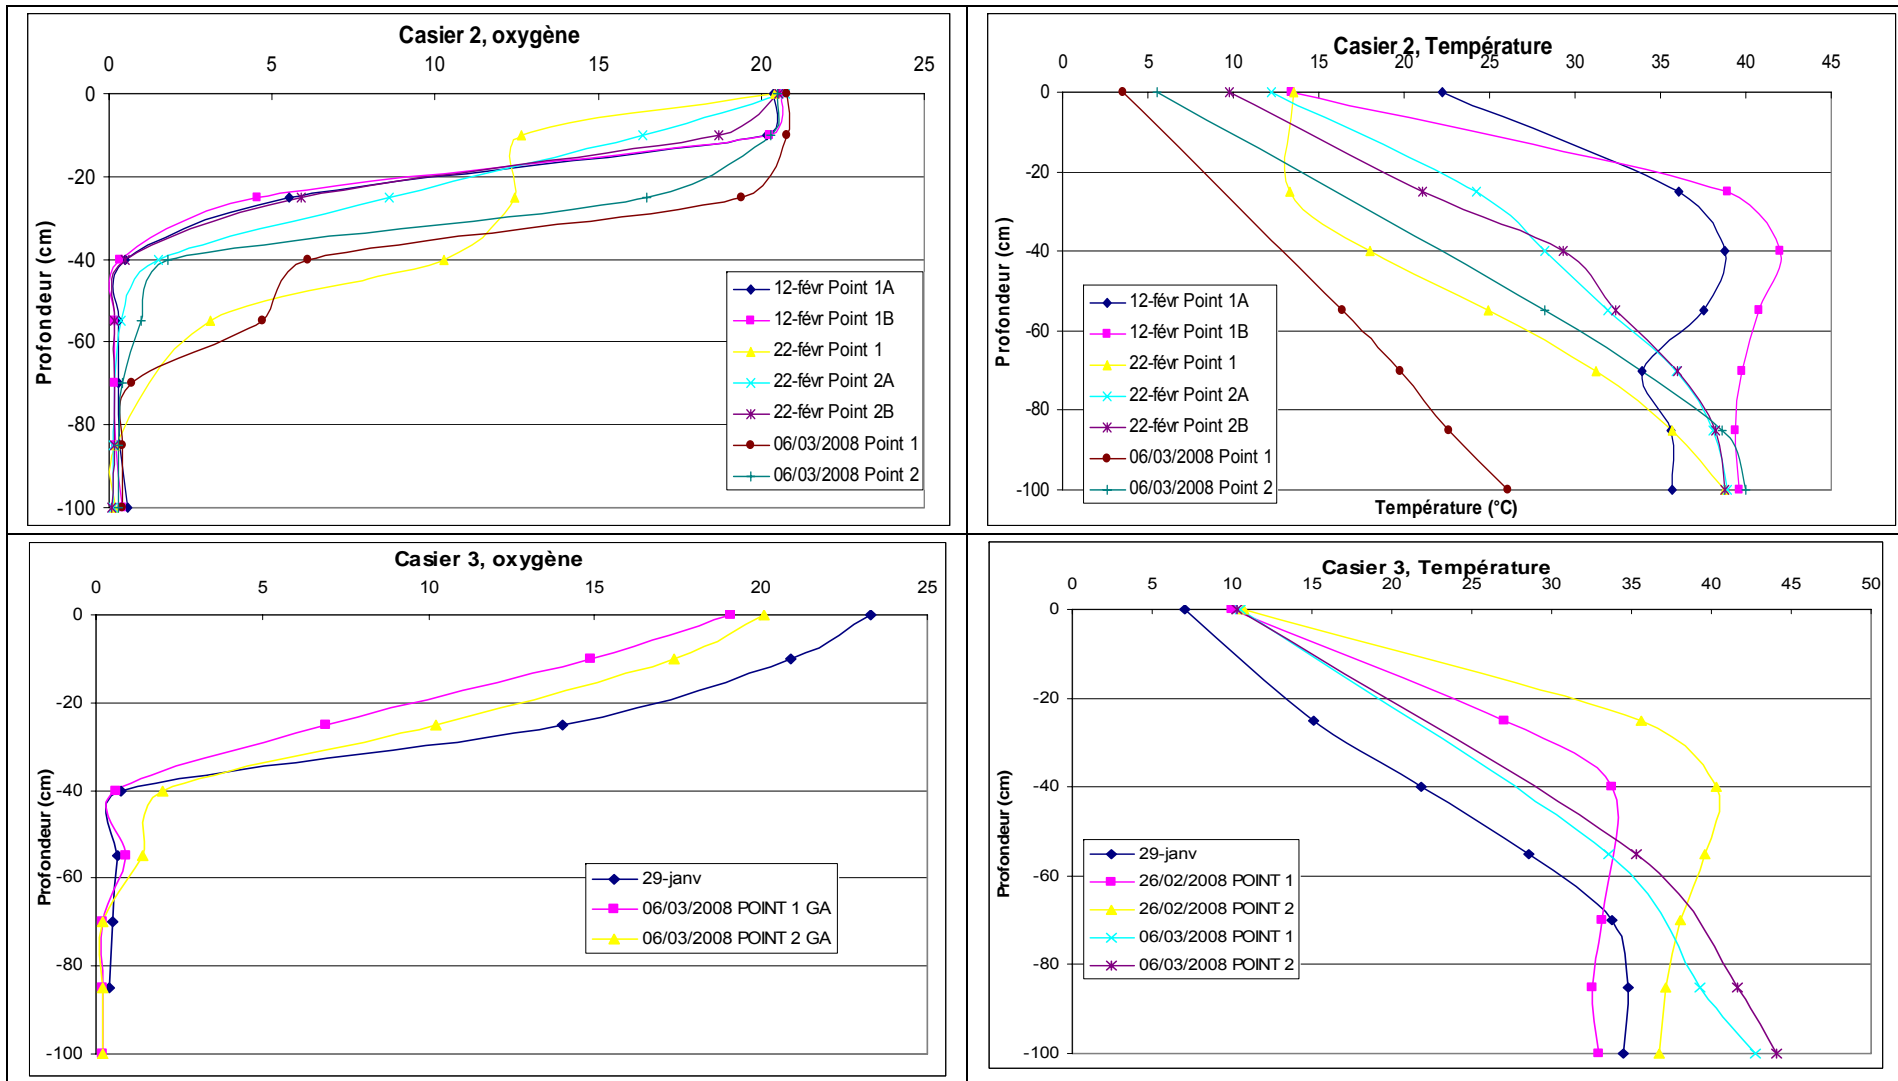 Casier 2, oxygène
0 5 10 15 20 25
Profondeur (cm)
0
-20
-40
-60
-80
-100
12-févr Point 1A
12-févr Point 1B
22-févr Point 1
22-févr Point 2A
22-févr Point 2B
06/03/2008 Point 1
06/03/2008 Point 2
Casier 2, Température
0 5 10 15 20 25 30 35 40 45
Profondeur (cm)
0
-20
-40
-60
-80
-100
12-févr Point 1A
12-févr Point 1B
22-févr Point 1
22-févr Point 2A
22-févr Point 2B
06/03/2008 Point 1
06/03/2008 Point 2
Température (°C)
Casier 3, oxygène
0 5 10 15 20 25
Profondeur (cm)
0
-20
-40
-60
-80
-100
29-janv
06/03/2008 POINT 1 GA
06/03/2008 POINT 2 GA
Casier 3, Température
0 5 10 15 20 25 30 35 40 45 50
Profondeur (cm)
0
-20
-40
-60
-80
-100
29-janv
26/02/2008 POINT 1
26/02/2008 POINT 2
06/03/2008 POINT 1
06/03/2008 POINT 2